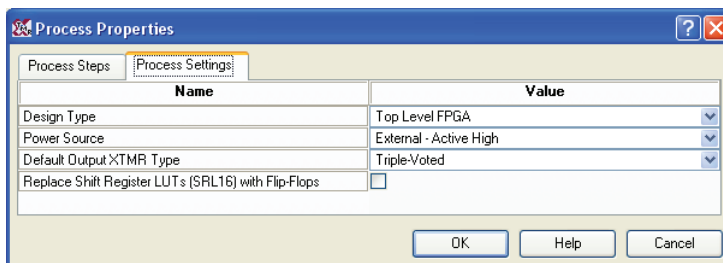 Process Properties
Process Steps Process Settings
Name Value
Design Type Top Level FPGA
Power Source External - Active High
Default Output XTMR Type Triple-Voted
Replace Shift Register LUTs (SRL16) with Flip-Flops
OK Help Cancel